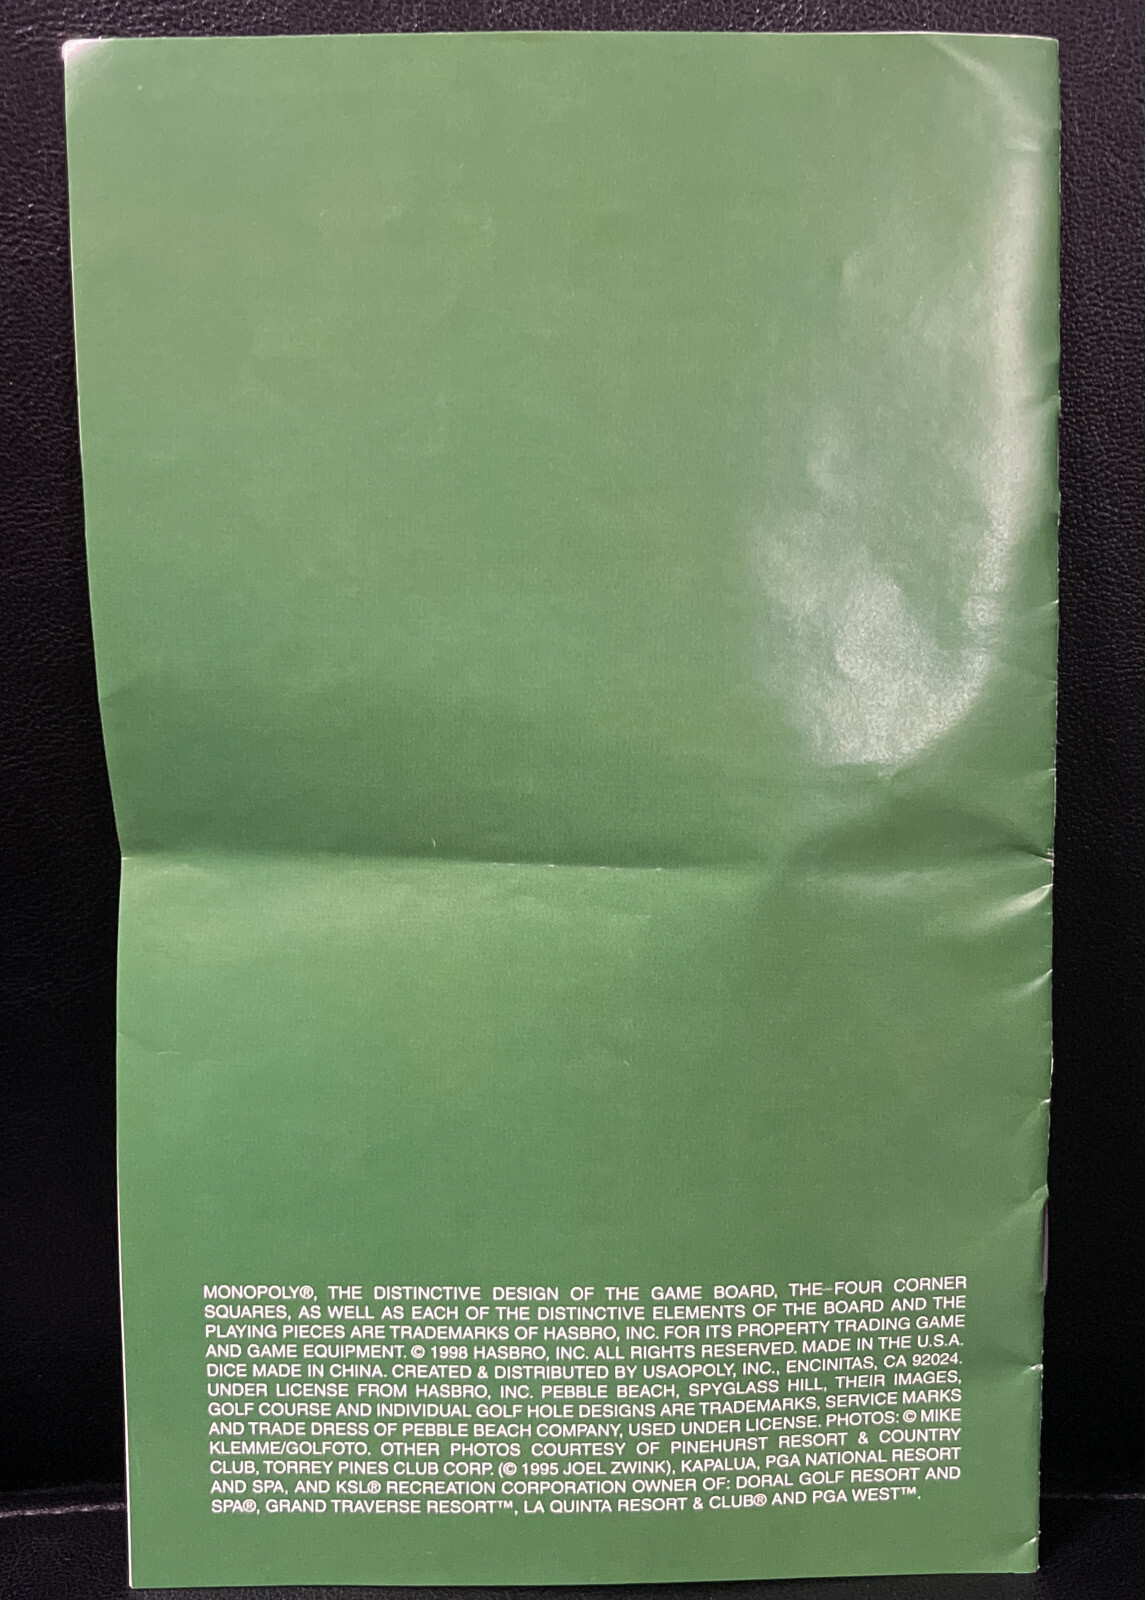 MONOPOLY®, THE DISTINCTIVE DESIGN OF THE GAME BOARD, THE FOUR CORNER
SQUARES, AS WELL AS EACH OF THE DISTINCTIVE ELEMENTS OF THE BOARD AND THE
PLAYING PIECES ARE TRADEMARKS OF HASBRO, INC. FOR ITS PROPERTY TRADING GAME
AND GAME EQUIPMENT. © 1998 HASBRO, INC. ALL RIGHTS RESERVED. MADE IN THE U.S.A.
DICE MADE IN CHINA. CREATED & DISTRIBUTED BY USAOPOLY, INC., ENCINITAS, CA 92024.
UNDER LICENSE FROM HASBRO, INC. PEBBLE BEACH, SPYGLASS HILL, THEIR IMAGES,
GOLF COURSE AND INDIVIDUAL GOLF HOLE DESIGNS ARE TRADEMARKS, SERVICE MARKS
AND TRADE DRESS OF PEBBLE BEACH COMPANY, USED UNDER LICENSE. PHOTOS: © MIKE
KLEMME/GOLFOTO. OTHER PHOTOS COURTESY OF PINEHURST RESORT & COUNTRY
CLUB, TORREY PINES CLUB CORP. (© 1995 JOEL ZWINK), KAPALUA, PGA NATIONAL RESORT
AND SPA, AND KSL® RECREATION CORPORATION OWNER OF: DORAL GOLF RESORT AND
SPA®, GRAND TRAVERSE RESORT™, LA QUINTA RESORT & CLUB® AND PGA WEST™.